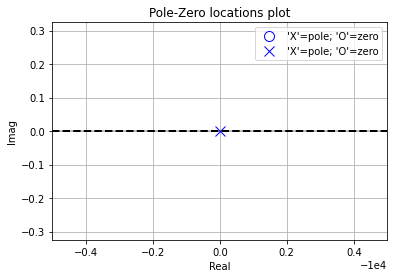 Pole-Zero locations plot
'X'=pole; 'O'=zero
'X'=pole; 'O'=zero
0.3
0.2
0.1
0.0
−0.1
−0.2
−0.3
Imag
−0.4
−0.2
0.0
0.2
0.4
Real
−1e4